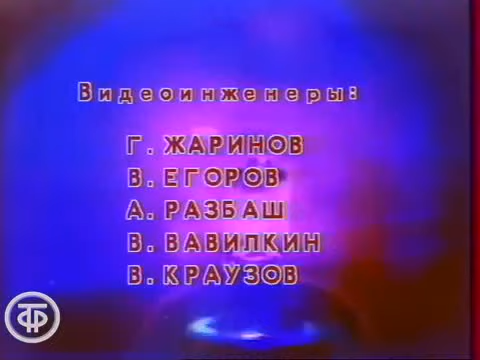 Видеоинженеры:
Г. ЖАРИНОВ
В. ЕГОРОВ
А. РАЗБАШ
В. ВАВИЛКИН
В. КРАУЗОВ